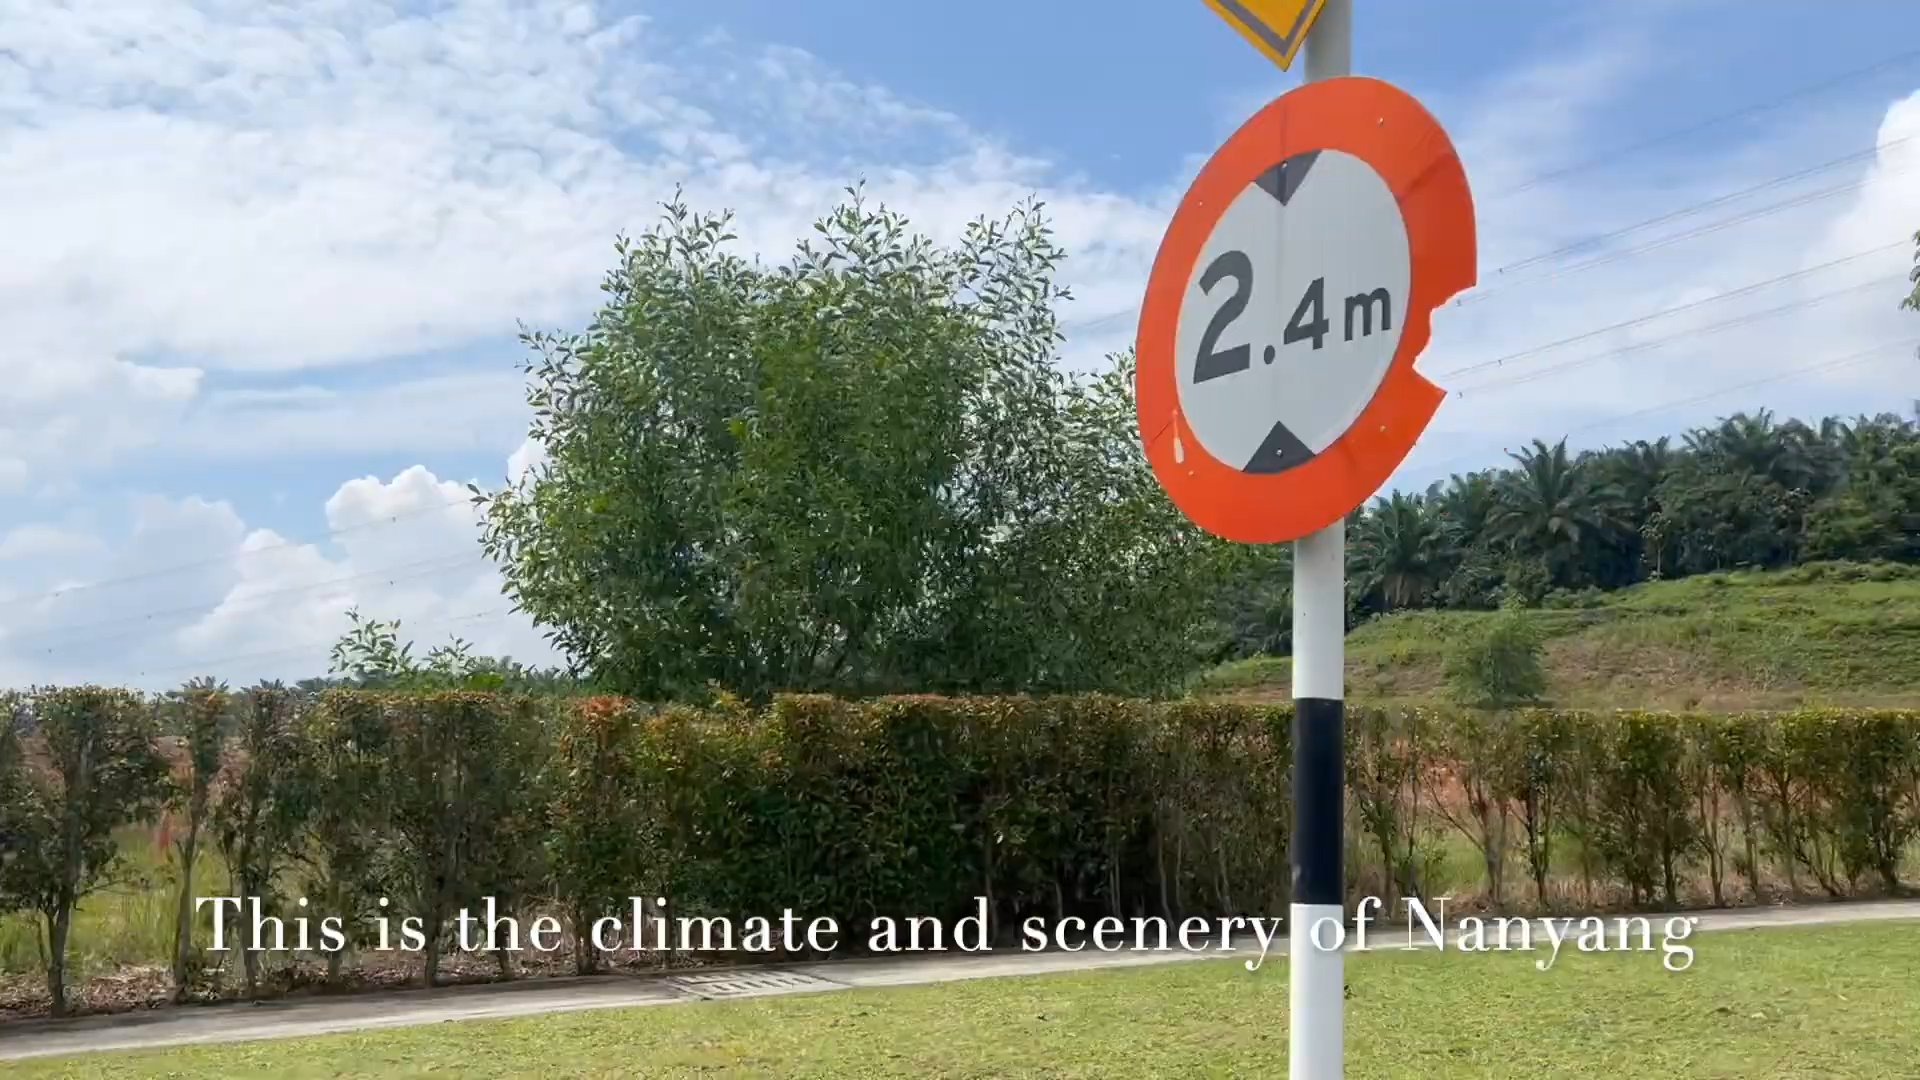 2.4m
This is the climate and scenery of Nanyang